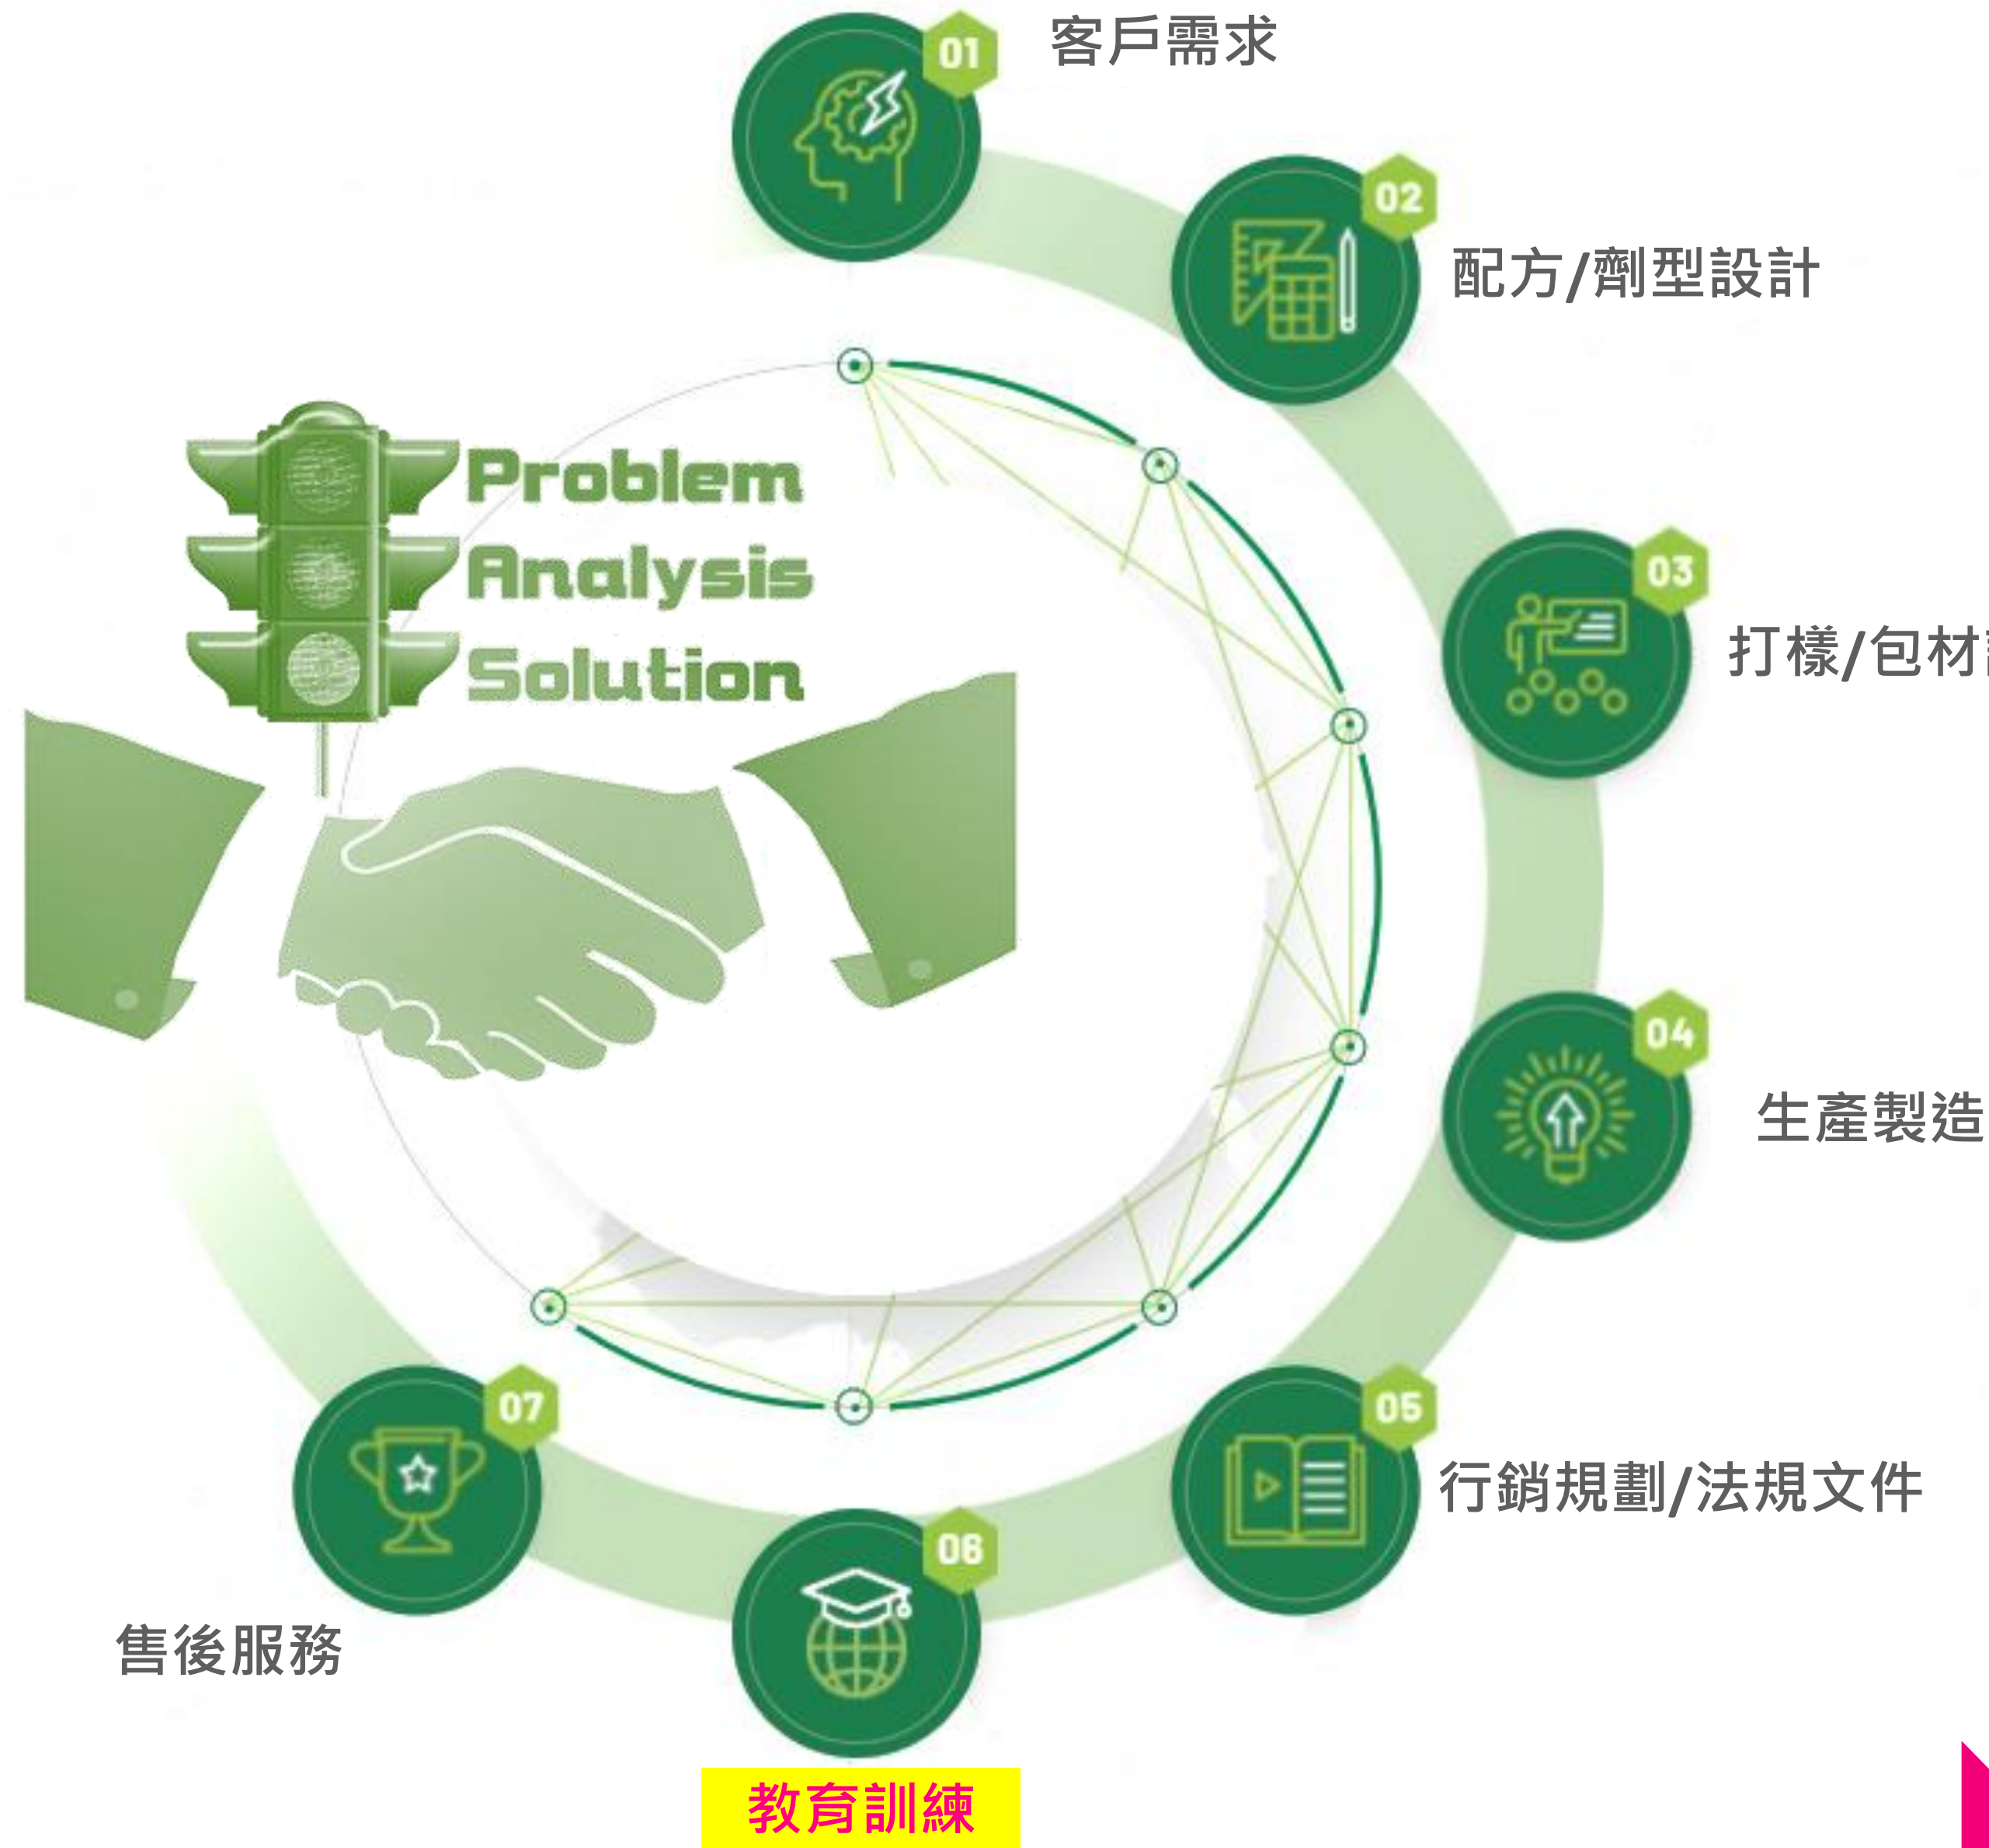 01
客戶需求
02
配方/劑型設計
Problem
Analysis
Solution
03
打樣/包材
04
生產製造
05
行銷規劃/法規文件
06
教育訓練
07
售後服務